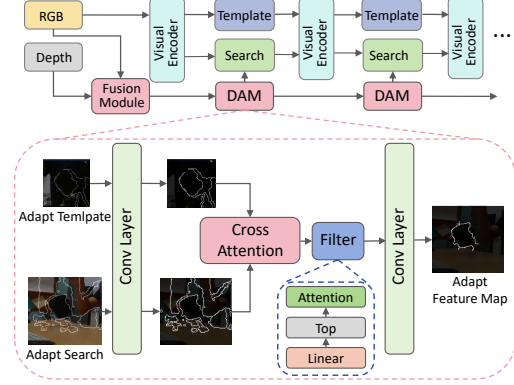 RGB
Depth
Fusion
Module
Visual
Encoder
Template
Search
DAM
Visual
Encoder
Template
Search
DAM
Visual
Encoder
...
Adapt Temlpate
Adapt Search
Conv Layer
Cross
Attention
Filter
Attention
Top
Linear
Conv Layer
Adapt
Feature Map